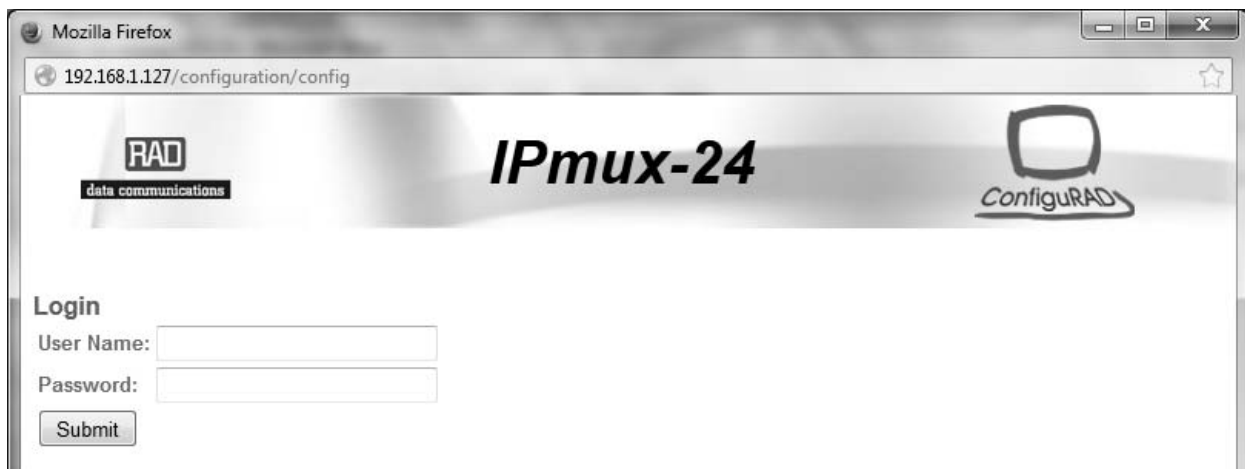 Mozilla Firefox
192.168.1.127/configuration/config
RAD
data communications
IPmux-24
ConfiguRAD
Login
User Name:
Password:
Submit